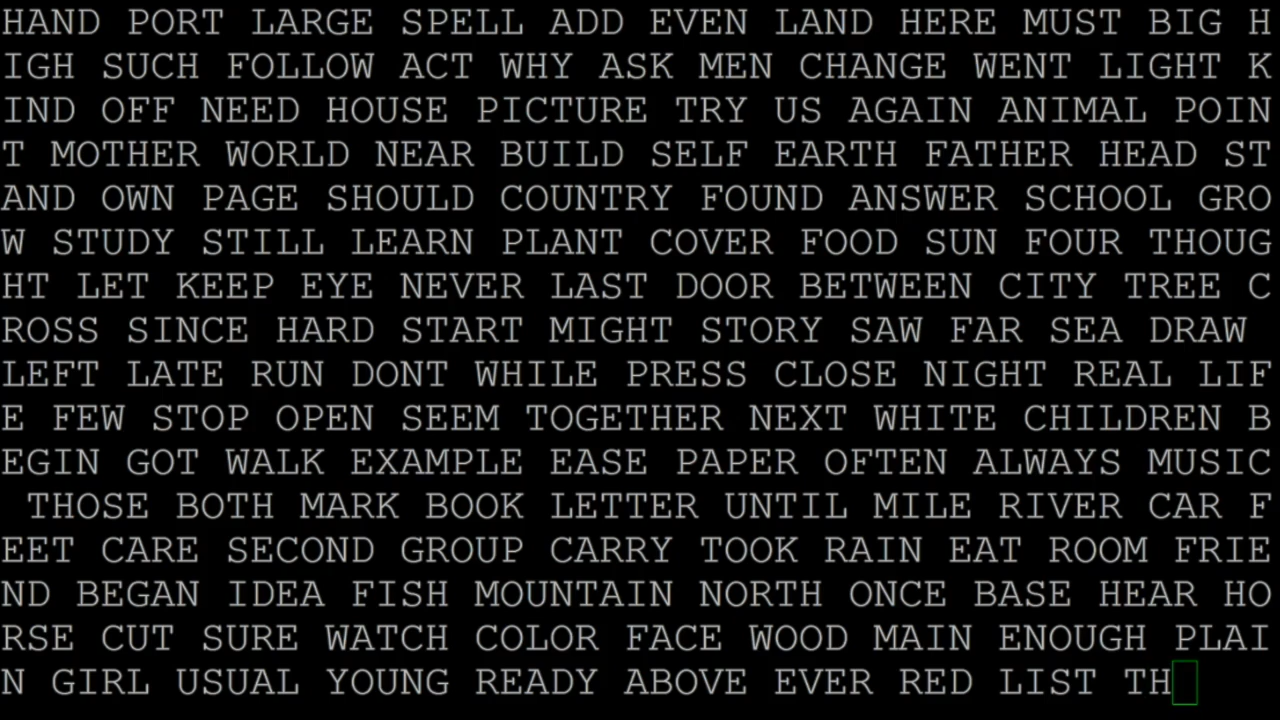 HAND PORT LARGE SPELL ADD EVEN LAND HERE MUST BIG H
IGH SUCH FOLLOW ACT WHY ASK MEN CHANGE WENT LIGHT K
IND OFF NEED HOUSE PICTURE TRY US AGAIN ANIMAL POIN
T MOTHER WORLD NEAR BUILD SELF EARTH FATHER HEAD ST
AND OWN PAGE SHOULD COUNTRY FOUND ANSWER SCHOOL GRO
W STUDY STILL LEARN PLANT COVER FOOD SUN FOUR THOUG
HT LET KEEP EYE NEVER LAST DOOR BETWEEN CITY TREE C
ROSS SINCE HARD START MIGHT STORY SAW FAR SEA DRAW
LEFT LATE RUN DONT WHILE PRESS CLOSE NIGHT REAL LIF
E FEW STOP OPEN SEEM TOGETHER NEXT WHITE CHILDREN B
EGIN GOT WALK EXAMPLE EASE PAPER OFTEN ALWAYS MUSIC
THOSE BOTH MARK BOOK LETTER UNTIL MILE RIVER CAR F
EET CARE SECOND GROUP CARRY TOOK RAIN EAT ROOM FRIE
ND BEGAN IDEA FISH MOUNTAIN NORTH ONCE BASE HEAR HO
RSE CUT SURE WATCH COLOR FACE WOOD MAIN ENOUGH PLAI
N GIRL USUAL YOUNG READY ABOVE EVER RED LIST TH